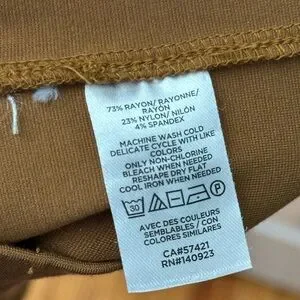 73% RAYON/ RAYONNE/
RAYÓN
23% NYLON/ NILÓN
4% SPANDEX
MACHINE WASH COLD
DELICATE CYCLE WITH LIKE
COLORS
ONLY NON-CHLORINE
BLEACH WHEN NEEDED
RESHAPE DRY FLAT
COOL IRON WHEN NEEDED
30 P
AVEC DES COULEURS
SEMBLABLES / CON
COLORES SIMILARES
CA#57421
RN#140923